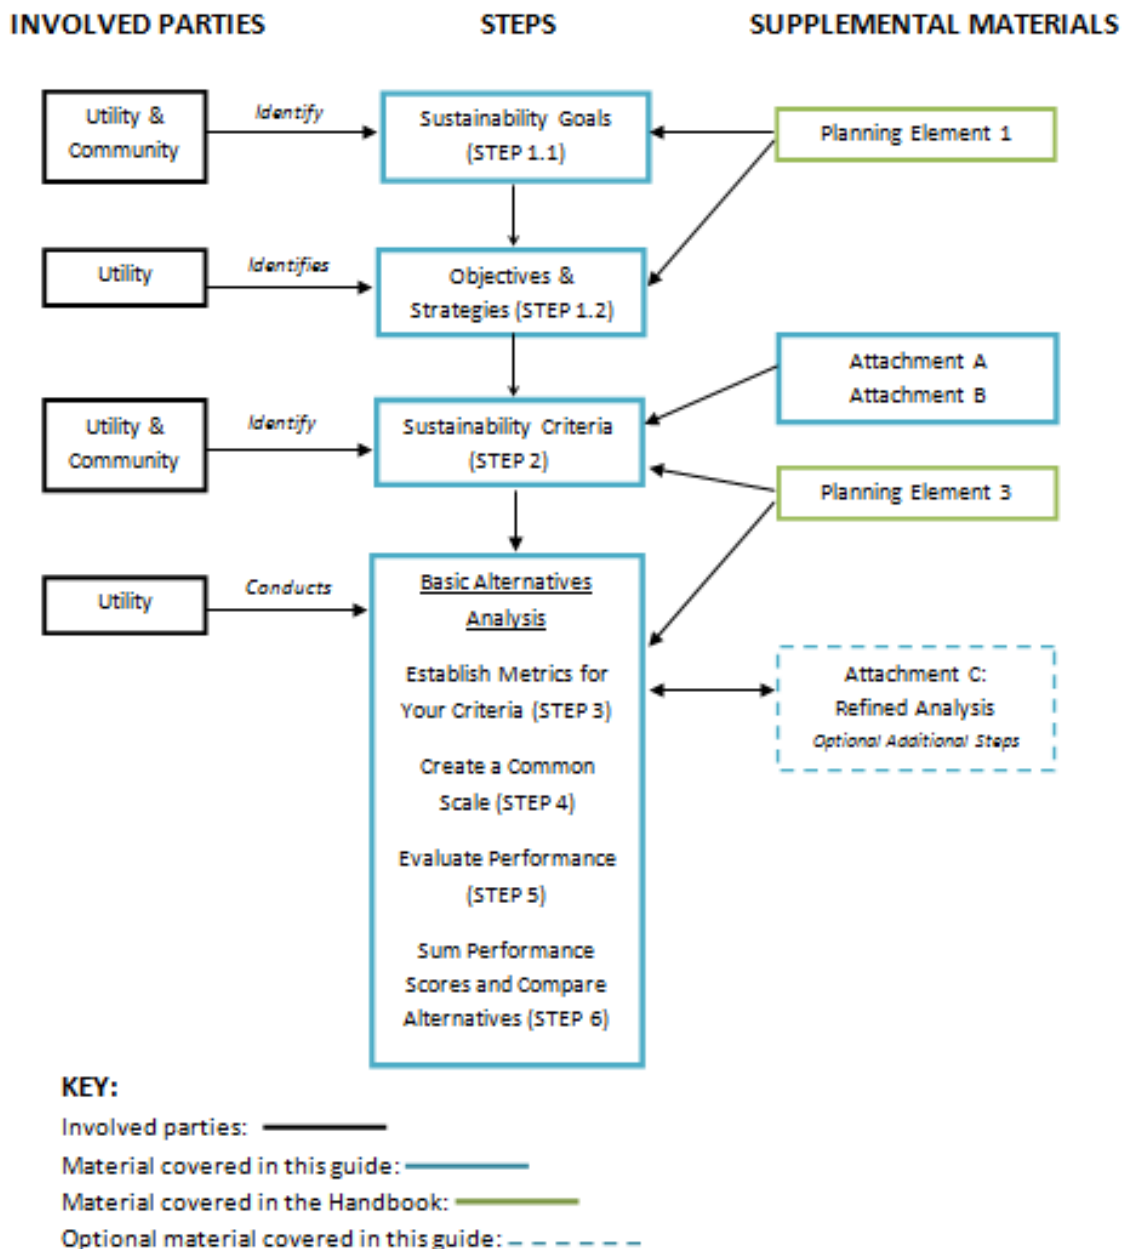 INVOLVED PARTIES
STEPS
SUPPLEMENTAL MATERIALS
Utility &
Community
Identify
Sustainability Goals
(STEP 1.1)
Planning Element 1
Utility
Identifies
Objectives &
Strategies (STEP 1.2)
Attachment A
Attachment B
Utility &
Community
Identify
Sustainability Criteria
(STEP 2)
Planning Element 3
Utility
Conducts
Basic Alternatives
Analysis
Establish Metrics for
Your Criteria (STEP 3)
Create a Common
Scale (STEP 4)
Evaluate Performance
(STEP 5)
Sum Performance
Scores and Compare
Alternatives (STEP 6)
Attachment C:
Refined Analysis
Optional Additional Steps
KEY:
Involved parties:
Material covered in this guide:
Material covered in the Handbook:
Optional material covered in this guide: